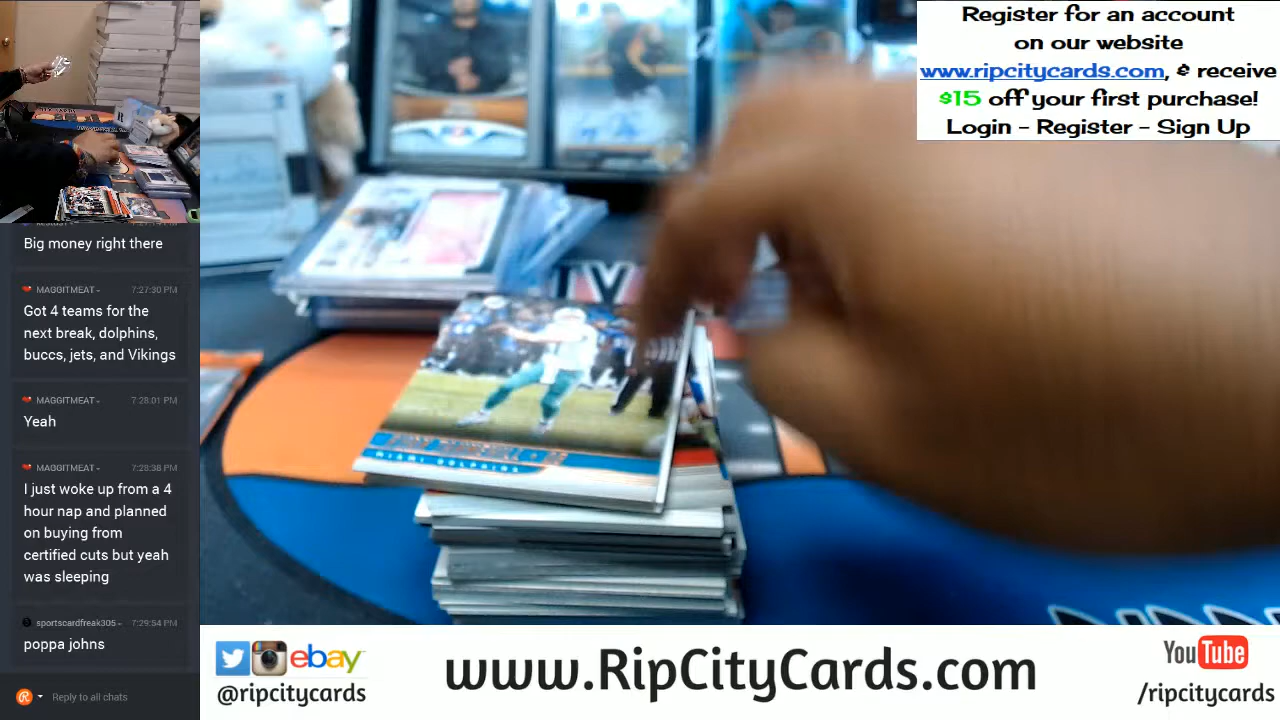 Register for an account
on our website
www.ripcitycards.com, & receive
$15 off your first purchase!
Login - Register - Sign Up
Big money right there
MAGGITMEAT 7:27:30 PM
Got 4 teams for the
next break, dolphins,
buccs, jets, and Vikings
MAGGITMEAT 7:28:01 PM
Yeah
MAGGITMEAT 7:28:38 PM
I just woke up from a 4
hour nap and planned
on buying from
certified cuts but yeah
was sleeping
sportscardfreak305 7:29:54 PM
poppa johns
Reply to all chats
MIAMI DOLPHINS
ebay
@ripcitycards
www.RipCityCards.com
YouTube
/ripcitycards